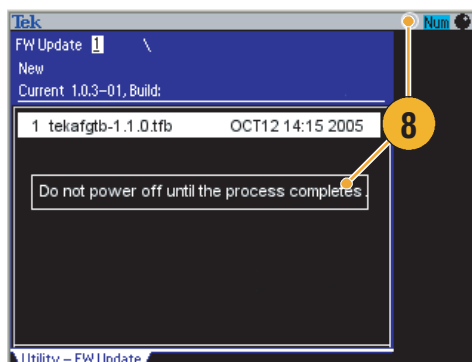 Tek
Num
FW Update 1 \
New
Current 1.0.3-01, Build:
1 tekafgtb-1.1.0.tfb OCT12 14:15 2005
8
Do not power off until the process completes.
Utility – FW Update